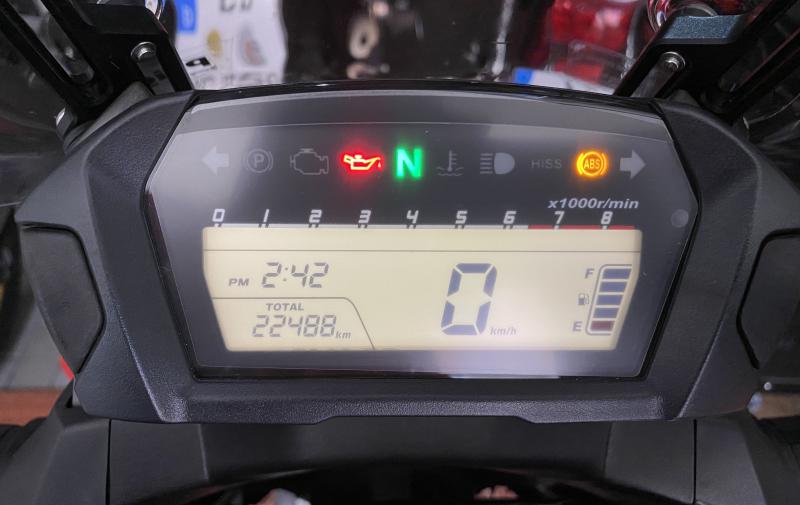 P N HISS ABS
x1000r/min
0 1 2 3 4 5 6 7 8
PM 2:42
TOTAL
22488 km
0 km/h
F
E